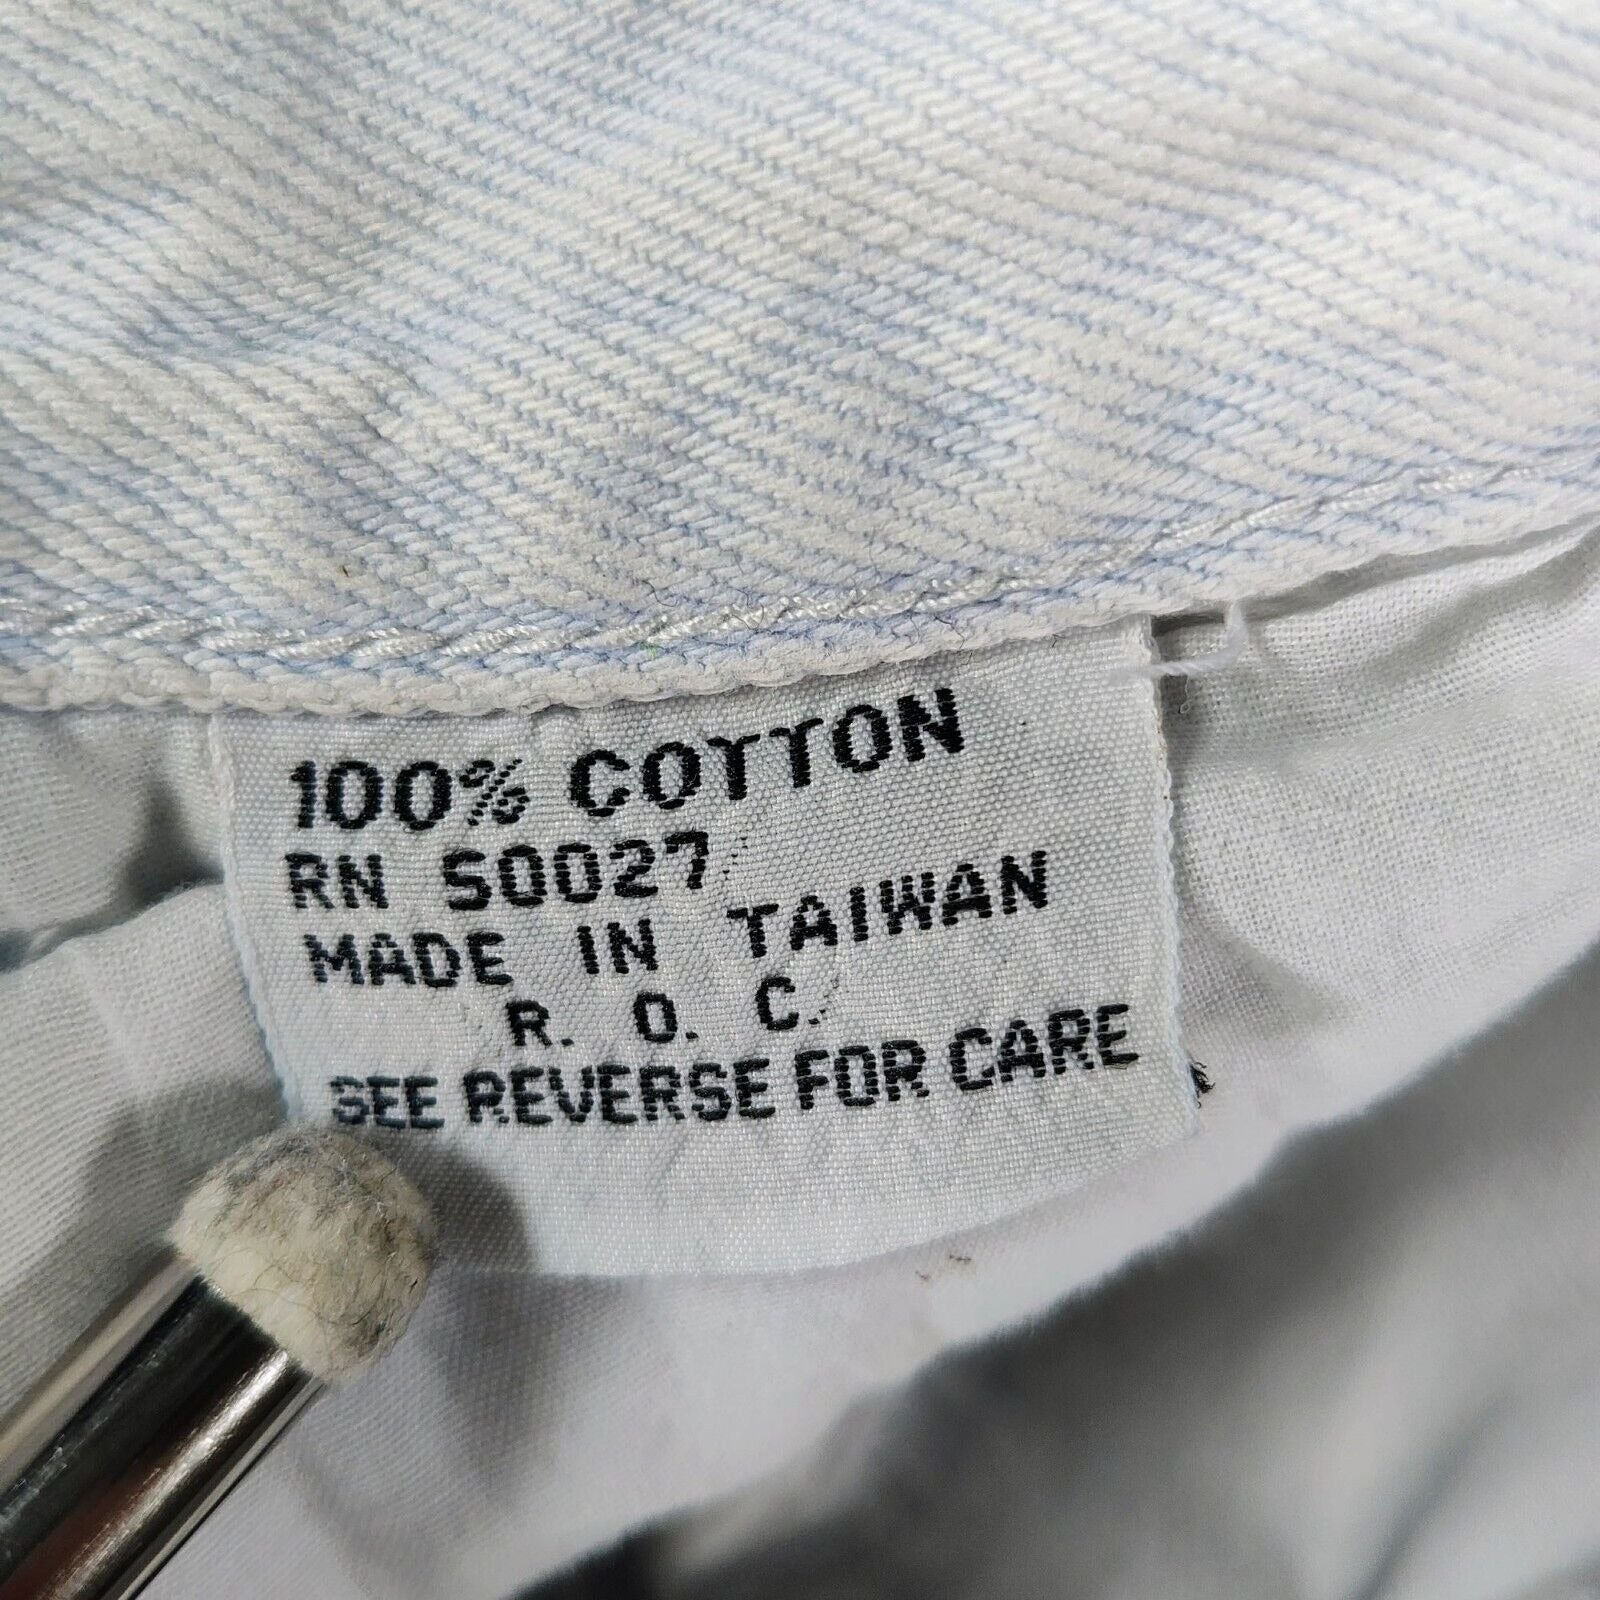 100% COTTON
RN 50027
MADE IN TAIWAN
R. O. C.
SEE REVERSE FOR CARE